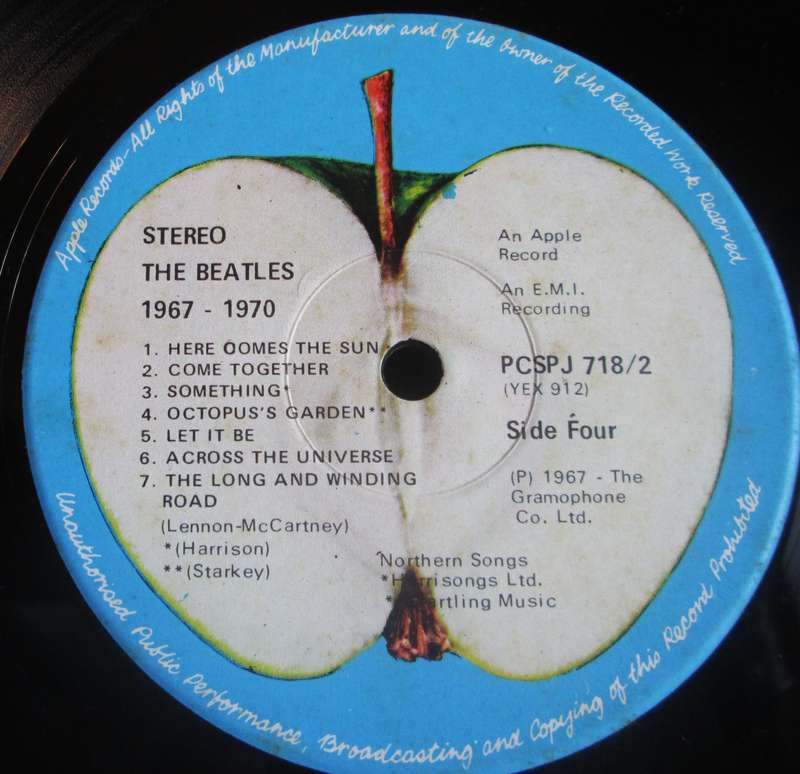 Apple Records-All Rights of the Manufacturer and of the Owner of the Recorded Work Reserved
STEREO
THE BEATLES
1967 - 1970
1. HERE COMES THE SUN
2. COME TOGETHER
3. SOMETHING*
4. OCTOPUS'S GARDEN**
5. LET IT BE
6. ACROSS THE UNIVERSE
7. THE LONG AND WINDING
ROAD
(Lennon-McCartney)
*(Harrison)
**(Starkey)
An Apple
Record
An E.M.I.
Recording
PCSPJ 718/2
(YEX 912)
Side Four
(P) 1967 - The
Gramophone
Co. Ltd.
Northern Songs
*Harrisongs Ltd.
Music
Unauthorised Public Performance, Broadcasting and Copying of this Record Prohibited